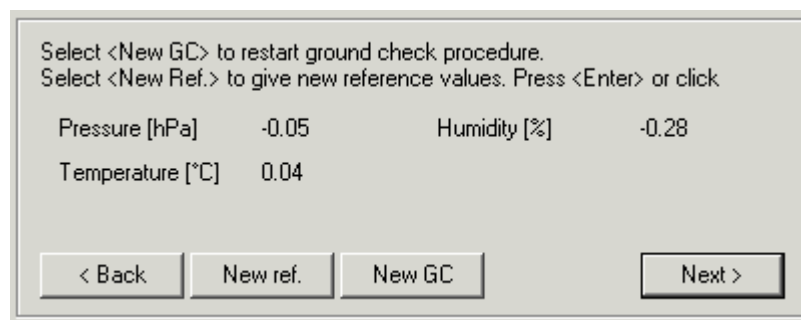 Select <New GC> to restart ground check procedure.
Select <New Ref.> to give new reference values. Press <Enter> or click
Pressure [hPa] -0.05 Humidity [%] -0.28
Temperature [°C] 0.04
< Back New ref. New GC Next >